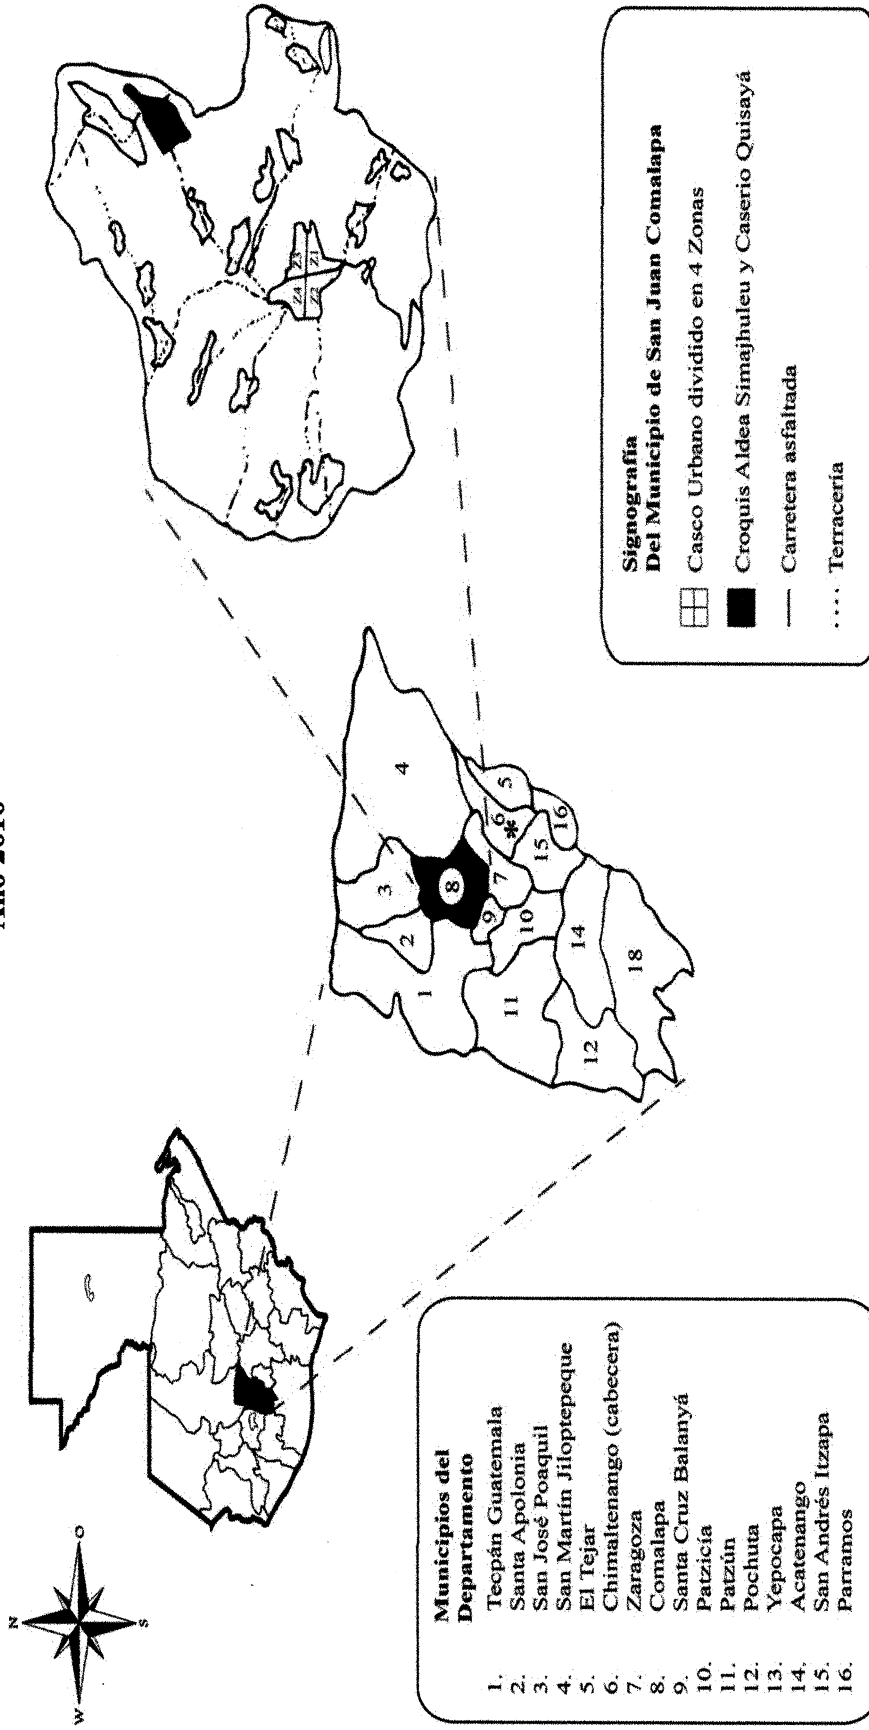 Año 2016
N
W
O
S
Municipios del
Departamento
1. Tecpán Guatemala
2. Santa Apolonia
3. San José Poaquil
4. San Martín Jiloptepeque
5. El Tejar
6. Chimaltenango (cabecera)
7. Zaragoza
8. Comalapa
9. Santa Cruz Balanyá
10. Patzicía
11. Patzún
12. Pochuta
13. Yepocapa
14. Acatenango
15. San Andrés Itzapa
16. Parramos
1
2
3
4
5
6
*
7
8
9
10
11
12
14
15
16
18
Z4
Z3
Z2
Z1
Signografía
Del Municipio de San Juan Comalapa
Casco Urbano dividido en 4 Zonas
Croquis Aldea Simajhuleu y Caserio Quisayá
Carretera asfaltada
Terracería